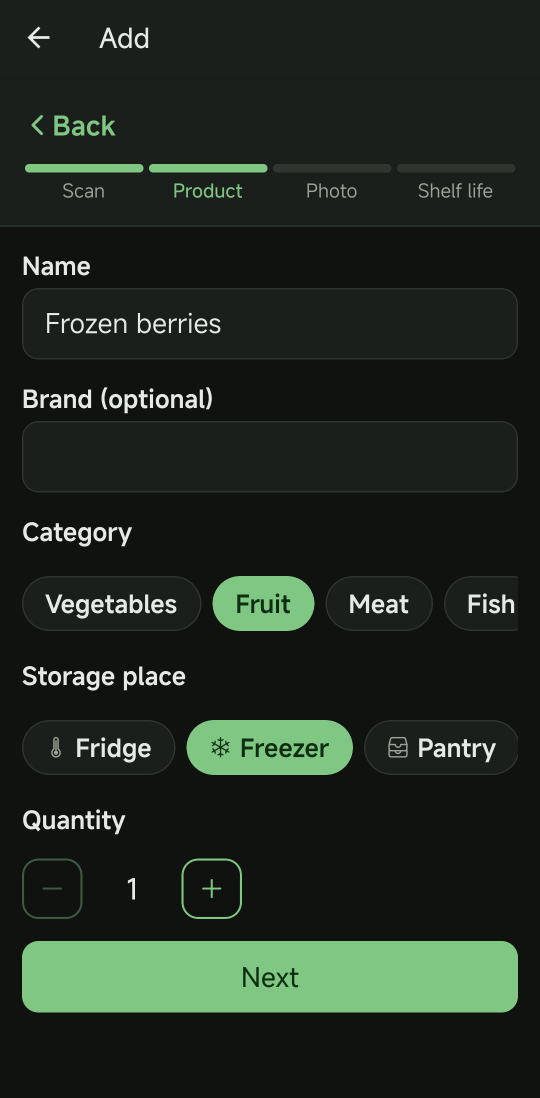 Add
Back
Scan Product Photo Shelf life
Name
Frozen berries
Brand (optional)
Category
Vegetables Fruit Meat Fish
Storage place
Fridge Freezer Pantry
Quantity
1
Next